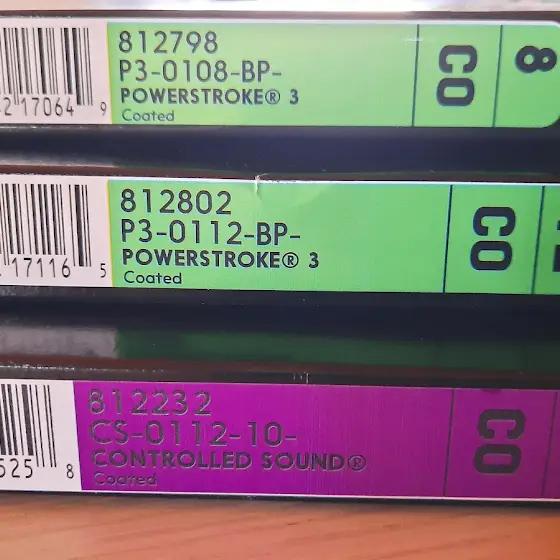 812798
P3-0108-BP-
POWERSTROKE® 3
Coated
CO
8
2 17064 9
812802
P3-0112-BP-
POWERSTROKE® 3
Coated
CO
17116 5
812232
CS-0112-10-
CONTROLLED SOUND®
Coated
CO
525 8